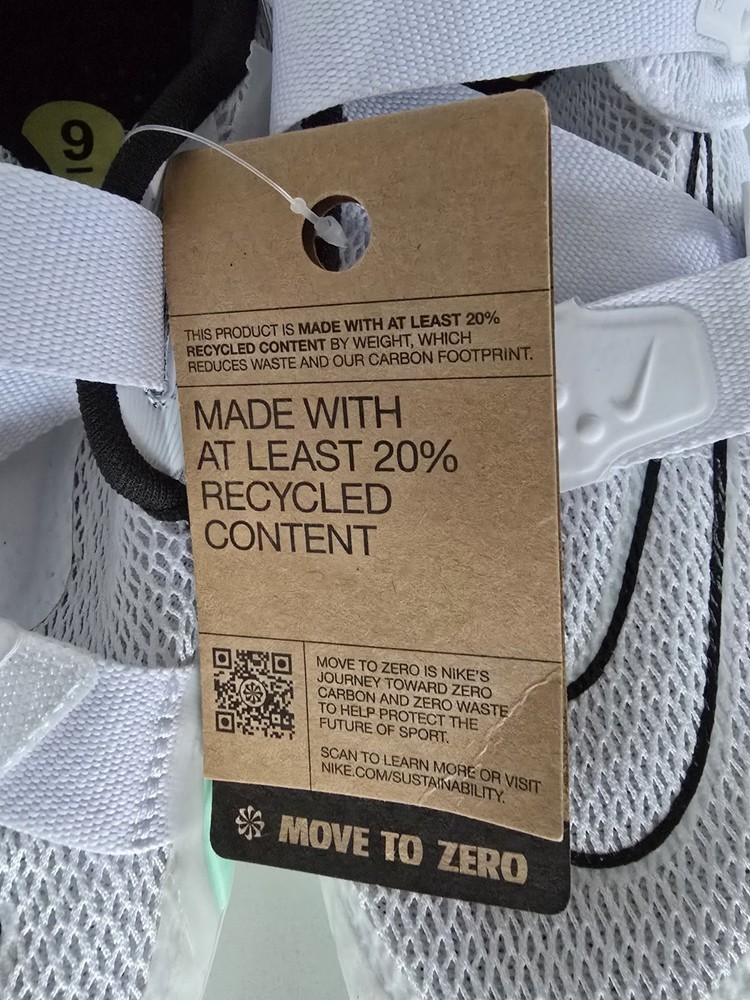 9
THIS PRODUCT IS MADE WITH AT LEAST 20%
RECYCLED CONTENT BY WEIGHT, WHICH
REDUCES WASTE AND OUR CARBON FOOTPRINT.
MADE WITH
AT LEAST 20%
RECYCLED
CONTENT
MOVE TO ZERO IS NIKE'S
JOURNEY TOWARD ZERO
CARBON AND ZERO WASTE
TO HELP PROTECT THE
FUTURE OF SPORT.
SCAN TO LEARN MORE OR VISIT
NIKE.COM/SUSTAINABILITY.
MOVE TO ZERO